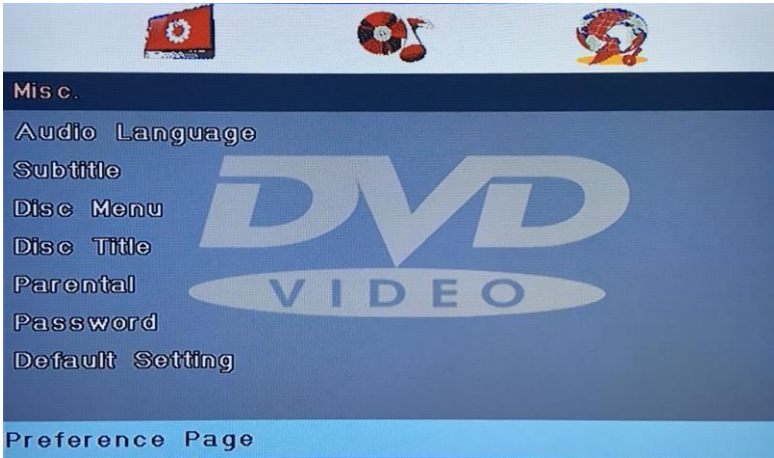 Misc.
Audio Language
Subtitle
Disc Menu
Disc Title
Parental
Password
Default Setting
DVD
VIDEO
Preference Page